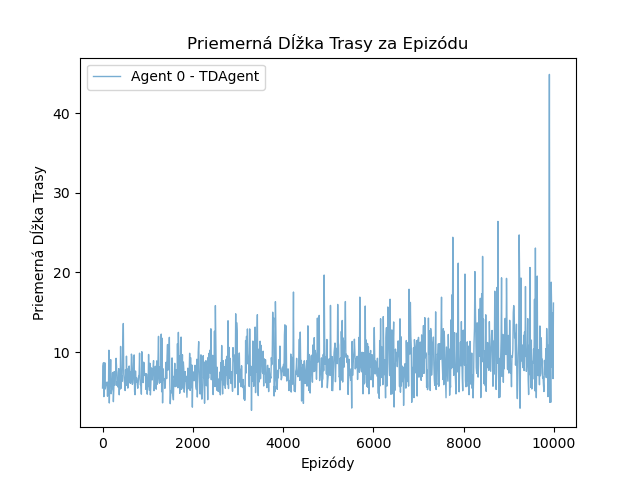 Priemerná Dĺžka Trasy za Epizódu
Agent 0 - TDAgent
Priemerná Dĺžka Trasy
40
30
20
10
0
2000
4000
6000
8000
10000
Epizódy